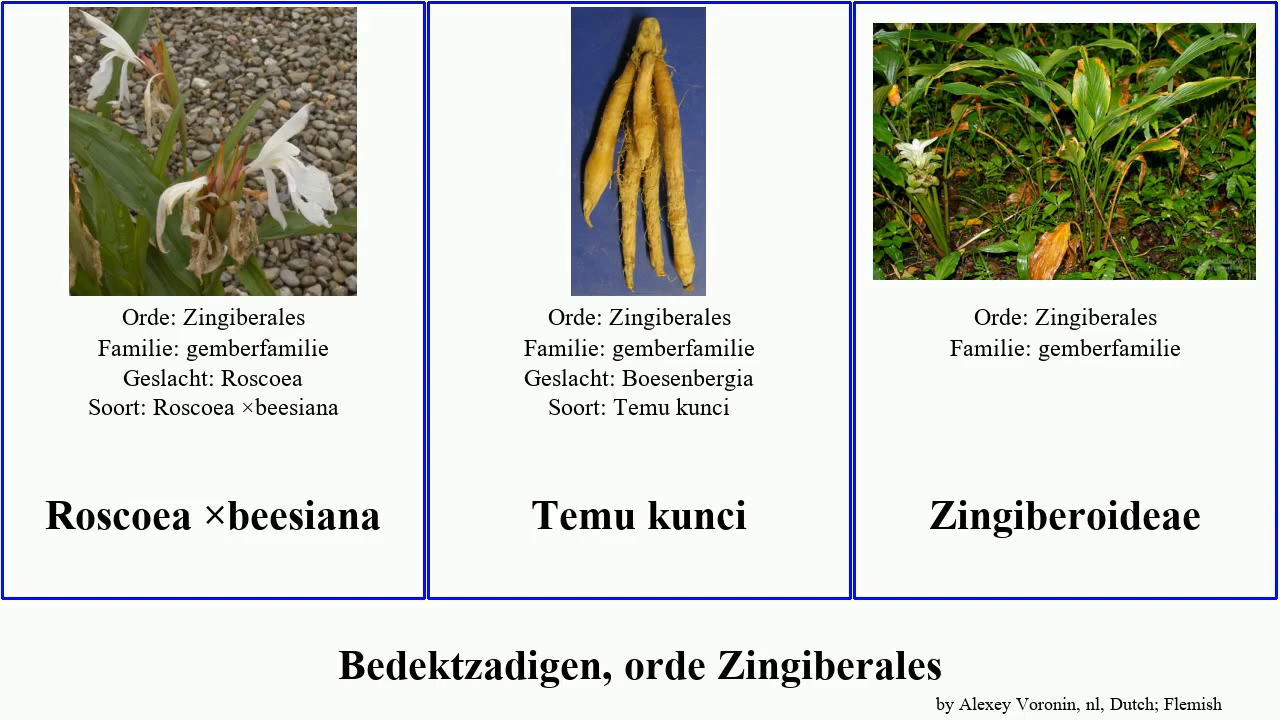 Orde: Zingiberales
Familie: gemberfamilie
Geslacht: Roscoea
Soort: Roscoea ×beesiana
Roscoea ×beesiana
Orde: Zingiberales
Familie: gemberfamilie
Geslacht: Boesenbergia
Soort: Temu kunci
Temu kunci
Orde: Zingiberales
Familie: gemberfamilie
Zingiberoideae
Bedektzadigen, orde Zingiberales
by Alexey Voronin, nl, Dutch; Flemish